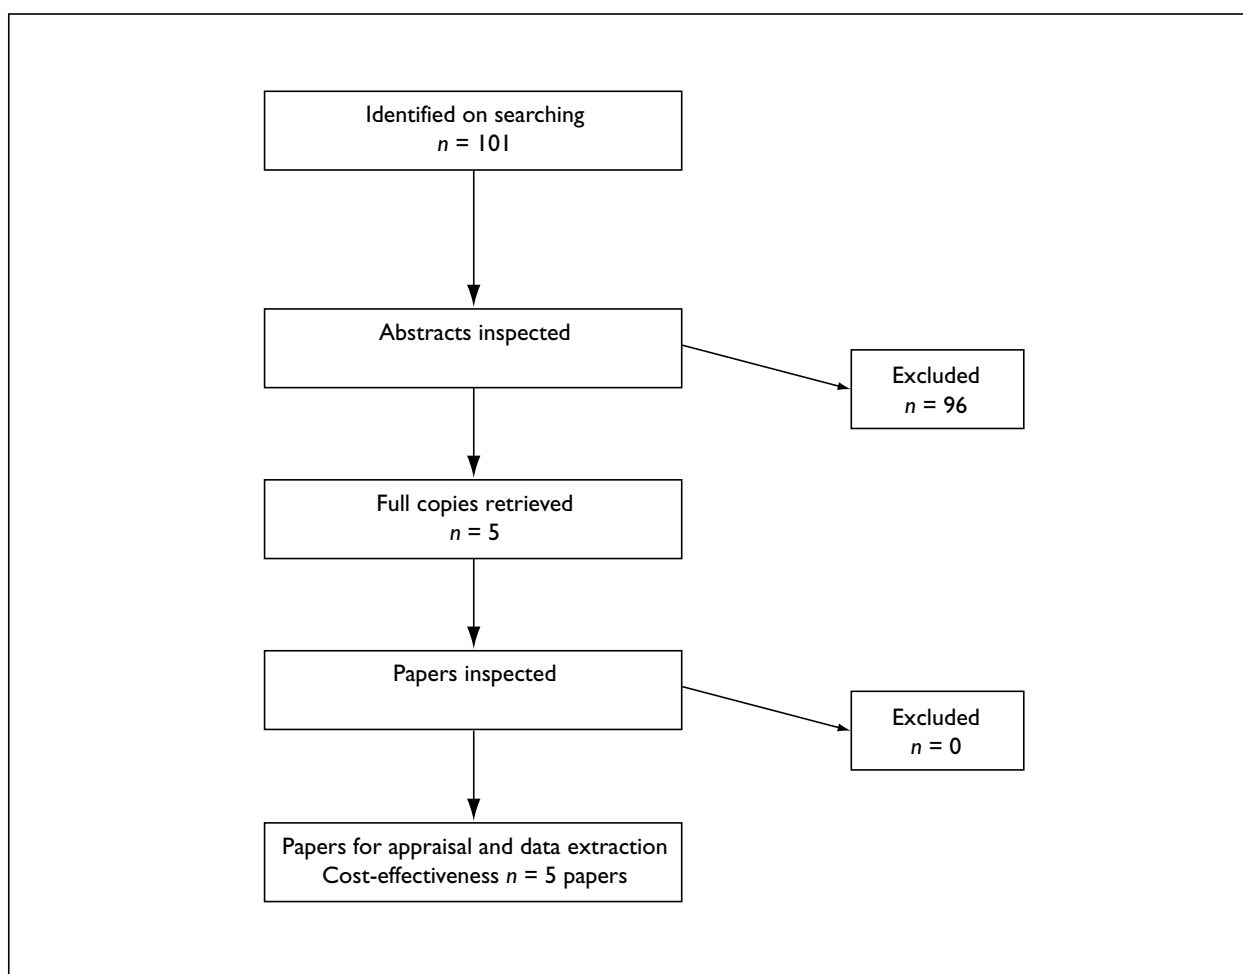 Identified on searching
n = 101
Abstracts inspected
Excluded
n = 96
Full copies retrieved
n = 5
Papers inspected
Excluded
n = 0
Papers for appraisal and data extraction
Cost-effectiveness n = 5 papers